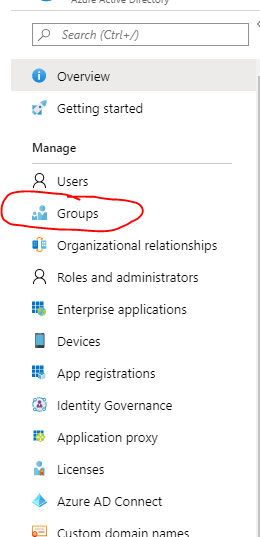 Azure Active Directory
Search (Ctrl+/)
Overview
Getting started
Manage
Users
Groups
Organizational relationships
Roles and administrators
Enterprise applications
Devices
App registrations
Identity Governance
Application proxy
Licenses
Azure AD Connect
Custom domain names